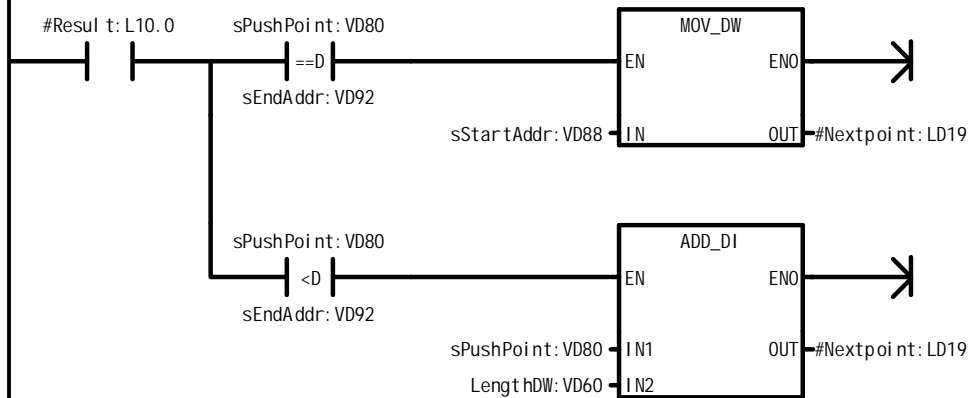 #Result:L10.0
sPushPoint:VD80
MOV_DW
==D
EN
ENO
sEndAddr:VD92
sStartAddr:VD88
IN
OUT
#Nextpoint:LD19
sPushPoint:VD80
ADD_DI
<D
EN
ENO
sEndAddr:VD92
sPushPoint:VD80
IN1
OUT
#Nextpoint:LD19
LengthDW:VD60
IN2